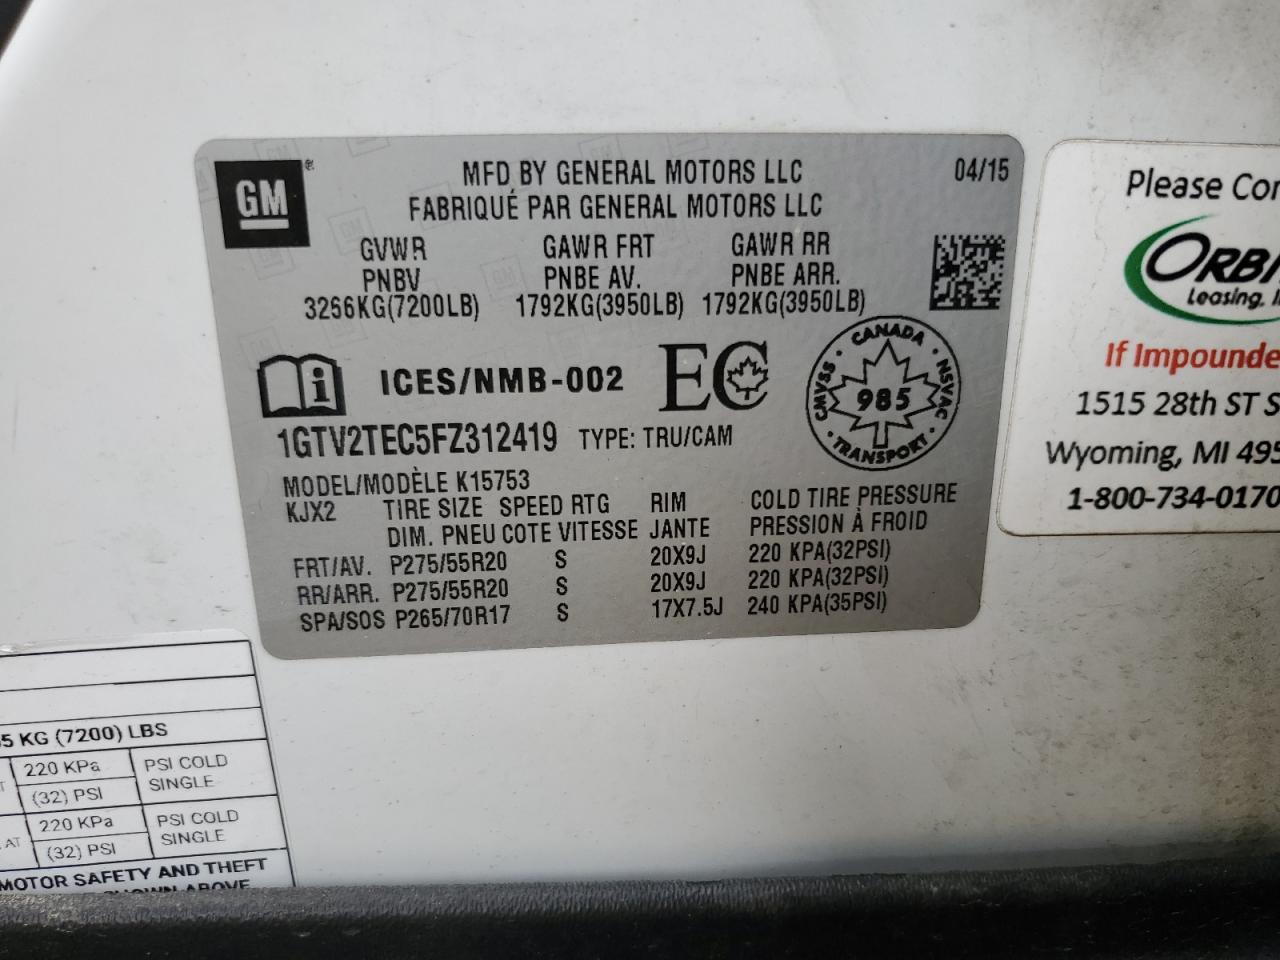 GM®
MFD BY GENERAL MOTORS LLC 04/15
FABRIQUÉ PAR GENERAL MOTORS LLC
GVWR GAWR FRT GAWR RR
PNBV PNBE AV. PNBE ARR.
3266KG(7200LB) 1792KG(3950LB) 1792KG(3950LB)
i ICES/NMB-002 EC
CANADA
CMVSS · 985 · NSVAC
TRANSPORT
1GTV2TEC5FZ312419 TYPE: TRU/CAM
MODEL/MODÈLE K15753
KJX2 TIRE SIZE SPEED RTG RIM COLD TIRE PRESSURE
DIM. PNEU COTE VITESSE JANTE PRESSION À FROID
FRT/AV. P275/55R20 S 20X9J 220 KPA(32PSI)
RR/ARR. P275/55R20 S 20X9J 220 KPA(32PSI)
SPA/SOS P265/70R17 S 17X7.5J 240 KPA(35PSI)
Please
Leasing,
If
1515 28th ST
Wyoming, MI
1-800-734-0170
KG (7200) LBS
220 KPa PSI COLD
(32) PSI SINGLE
220 KPa PSI COLD
AT (32) PSI SINGLE
MOTOR SAFETY AND THEFT
SHOWN ABOVE